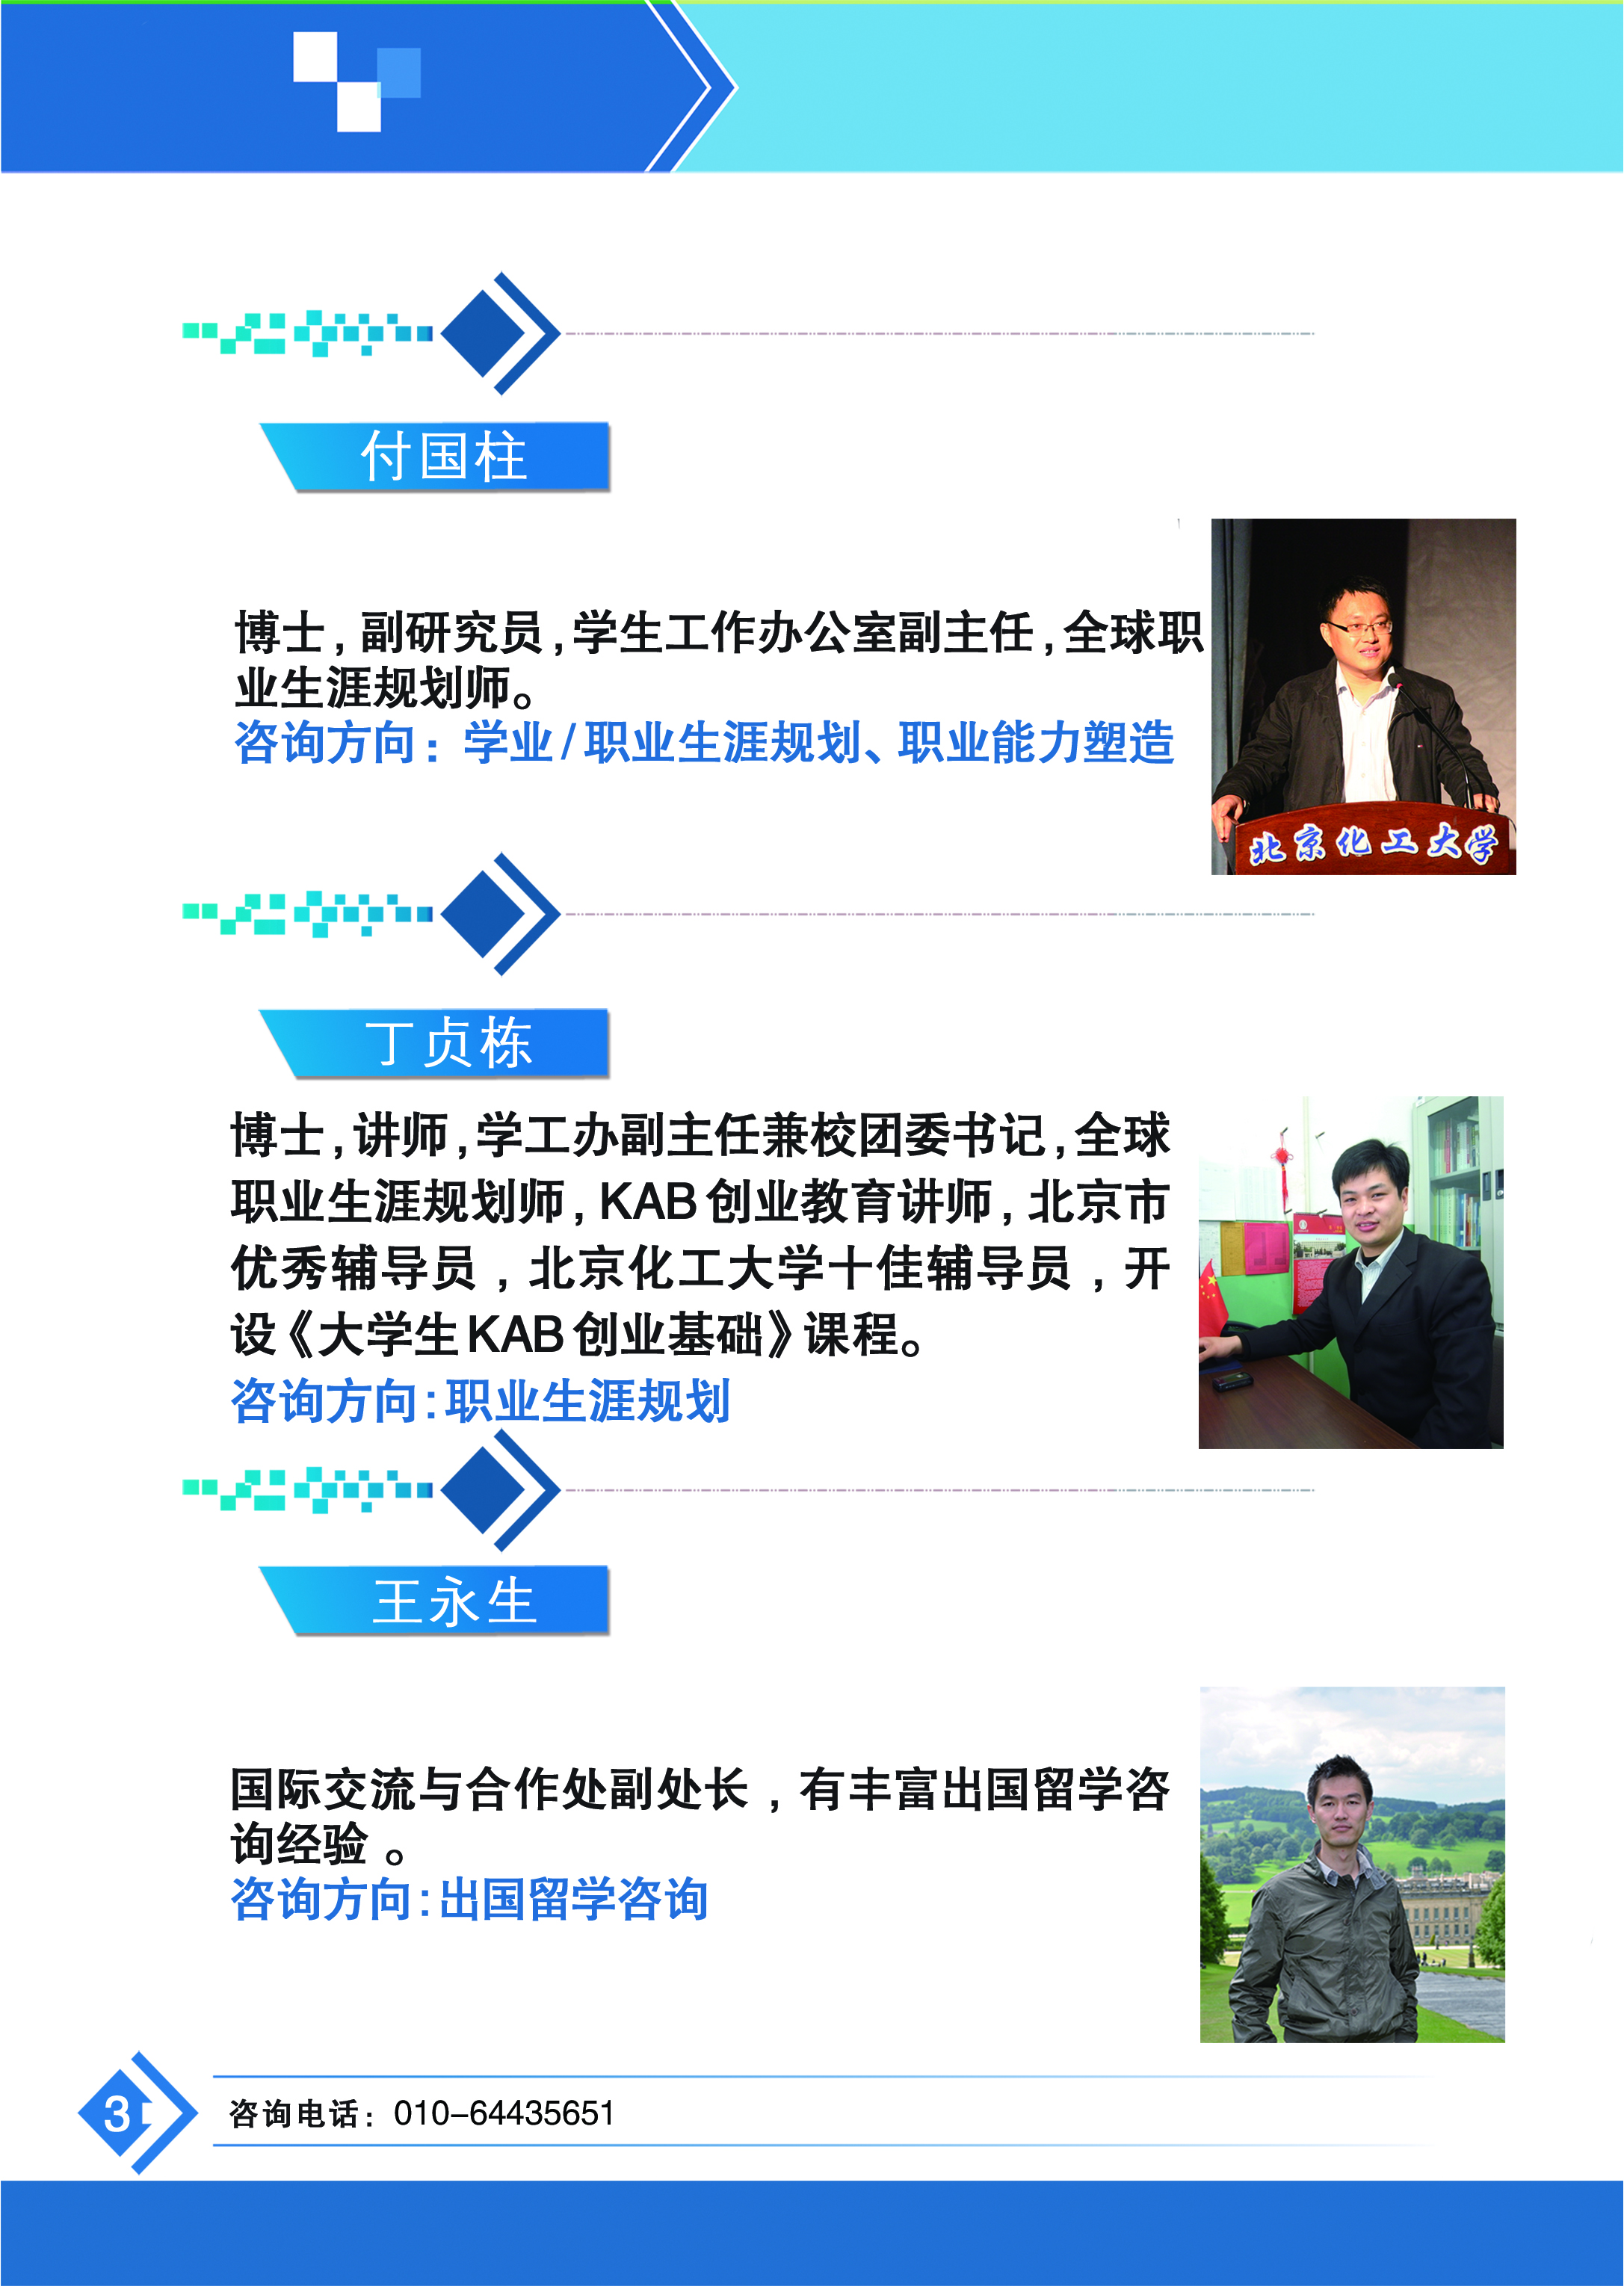 付国柱
博士,副研究员,学生工作办公室副主任,全球职
业生涯规划师。
咨询方向：学业/职业生涯规划、职业能力塑造
北京化工大学
丁贞栋
博士,讲师,学工办副主任兼校团委书记,全球
职业生涯规划师,KAB创业教育讲师,北京市
优秀辅导员,北京化工大学十佳辅导员,开
设《大学生KAB创业基础》课程。
咨询方向:职业生涯规划
王永生
国际交流与合作处副处长,有丰富出国留学咨
询经验 。
咨询方向:出国留学咨询
3
咨询电话：010-64435651